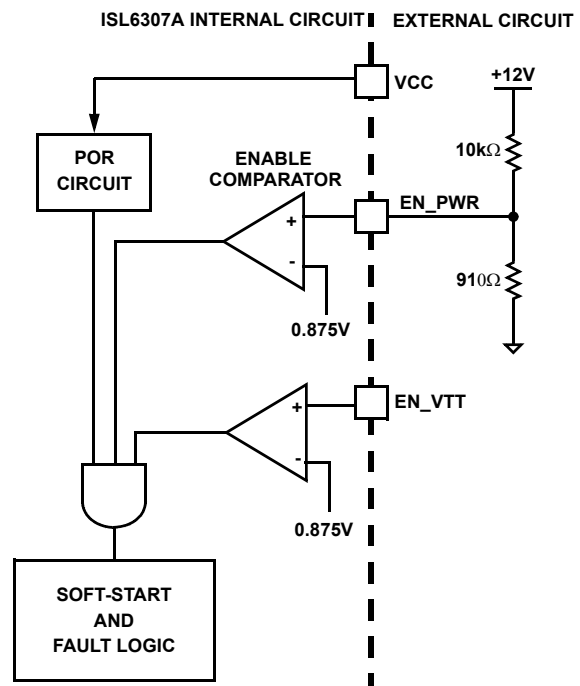 ISL6307A INTERNAL CIRCUIT
EXTERNAL CIRCUIT
VCC
+12V
POR
CIRCUIT
ENABLE
COMPARATOR
10kΩ
EN_PWR
+
-
910Ω
0.875V
EN_VTT
+
-
0.875V
SOFT-START
AND
FAULT LOGIC